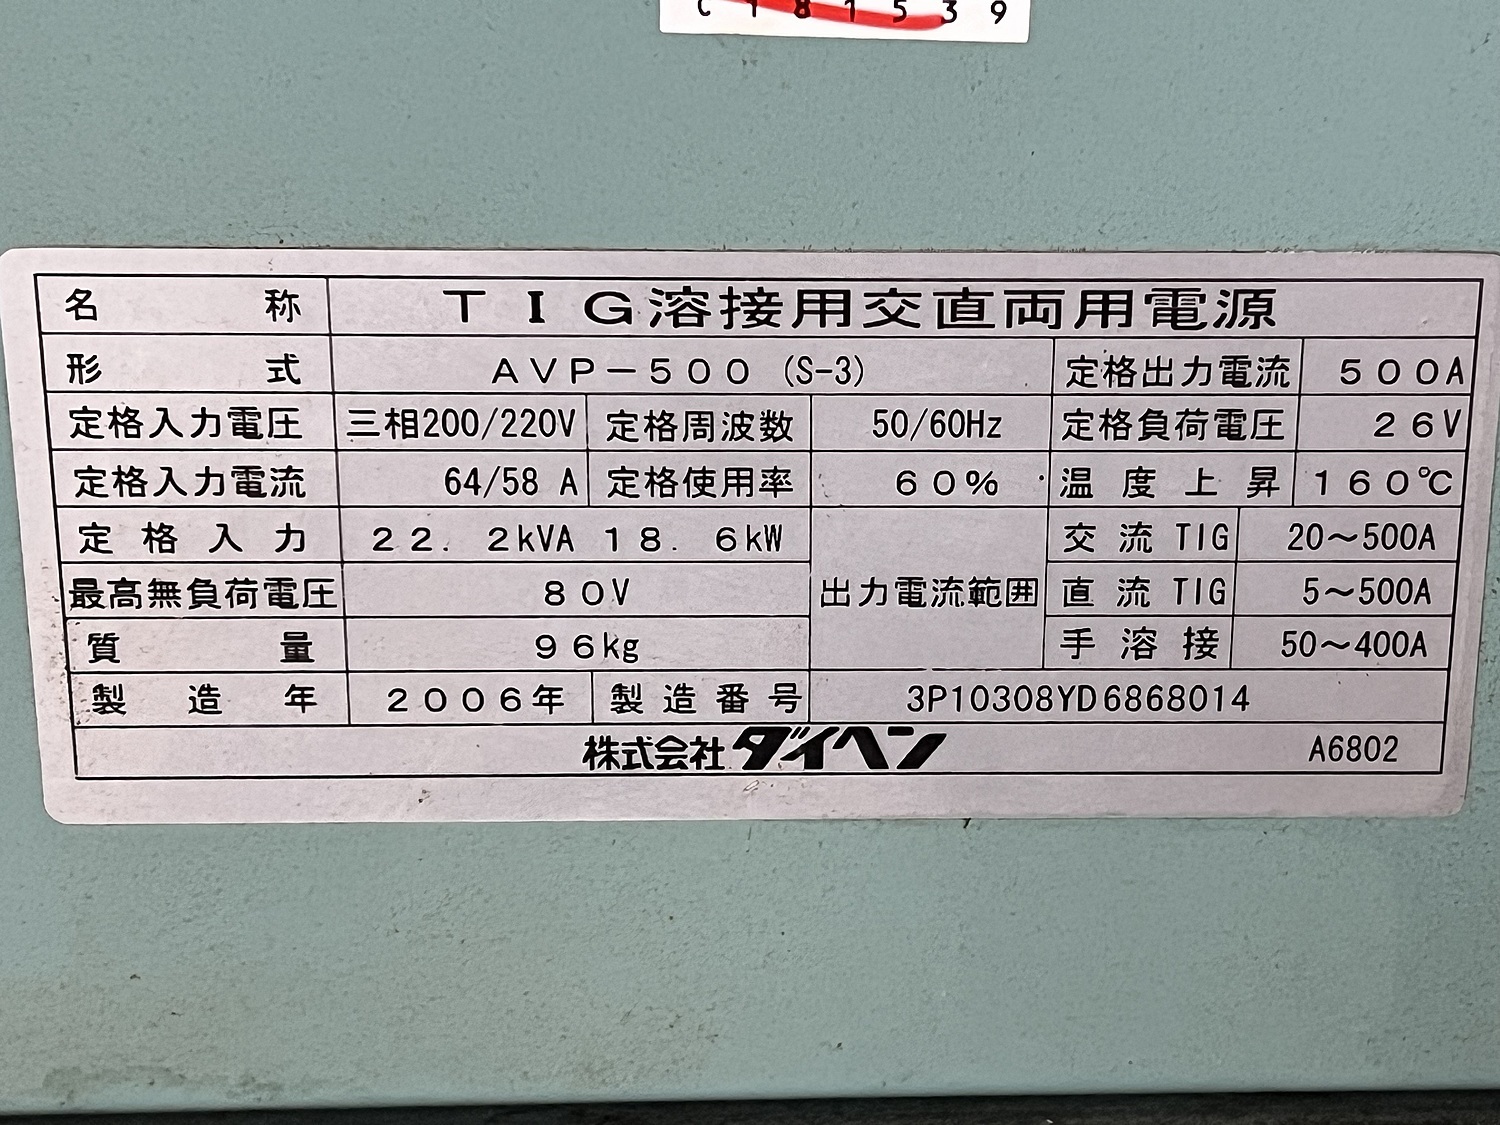 C181539
名称 TIG溶接用交直両用電源
形式 AVP-500 (S-3) 定格出力電流 500A
定格入力電圧 三相200/220V 定格周波数 50/60Hz 定格負荷電圧 26V
定格入力電流 64/58 A 定格使用率 60% 温度上昇 160℃
定格入力 22.2kVA 18.6kW 交流TIG 20~500A
最高無負荷電圧 80V 出力電流範囲 直流TIG 5~500A
質量 96kg 手溶接 50~400A
製造年 2006年 製造番号 3P10308YD6868014
株式会社ダイヘン A6802